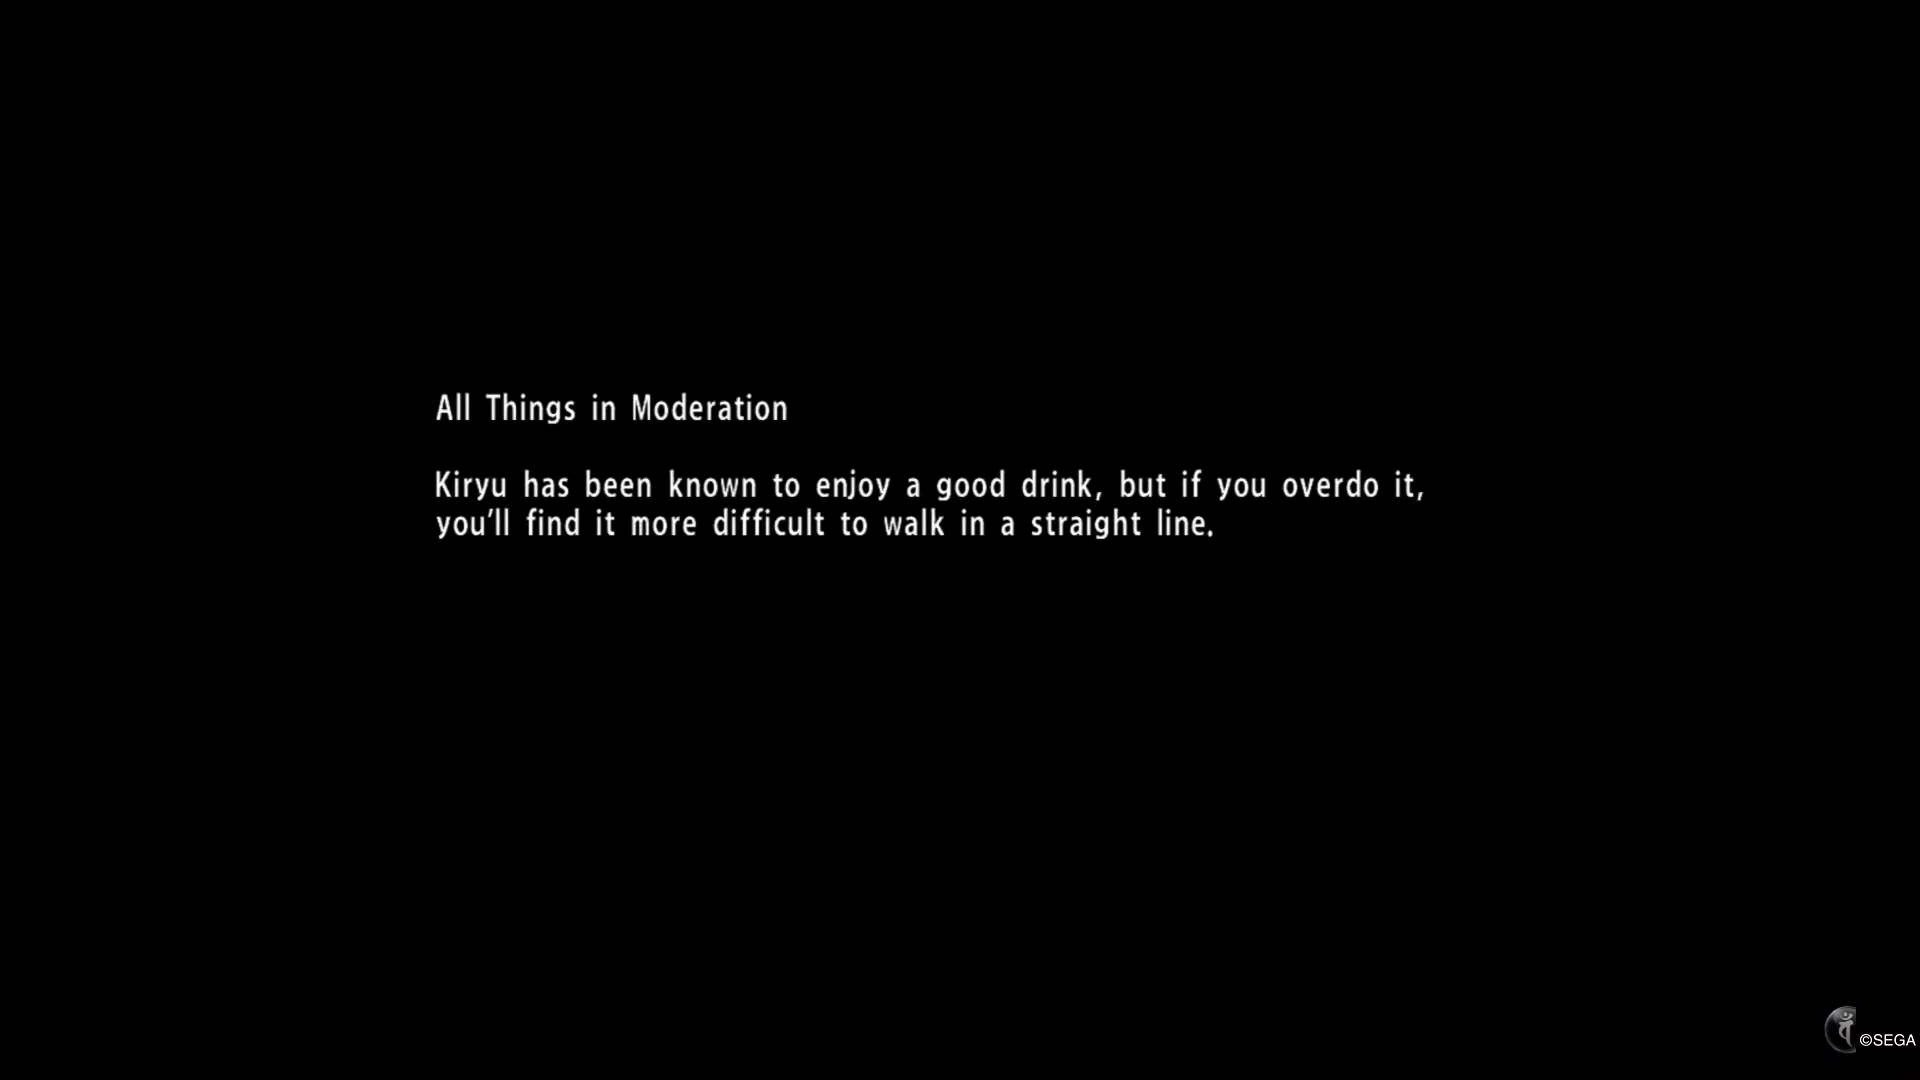 All Things in Moderation
Kiryu has been known to enjoy a good drink, but if you overdo it,
you'll find it more difficult to walk in a straight line.
©SEGA